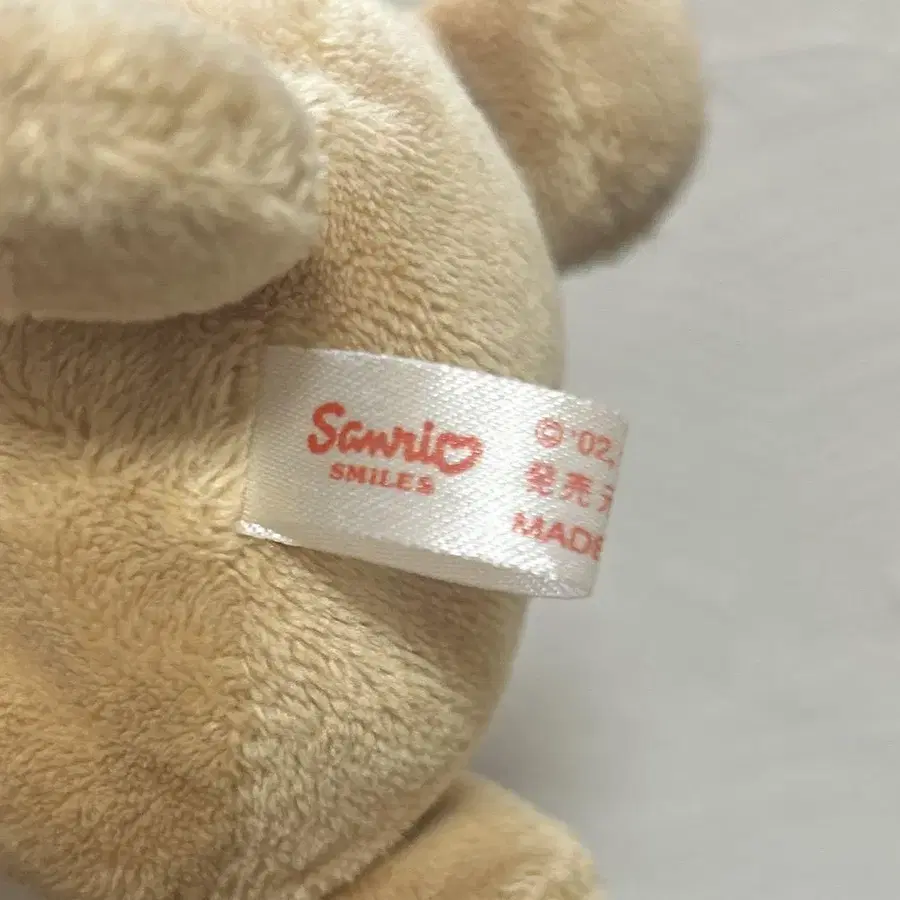 Sanrio
SMILES
© '02,
発売元
MADE